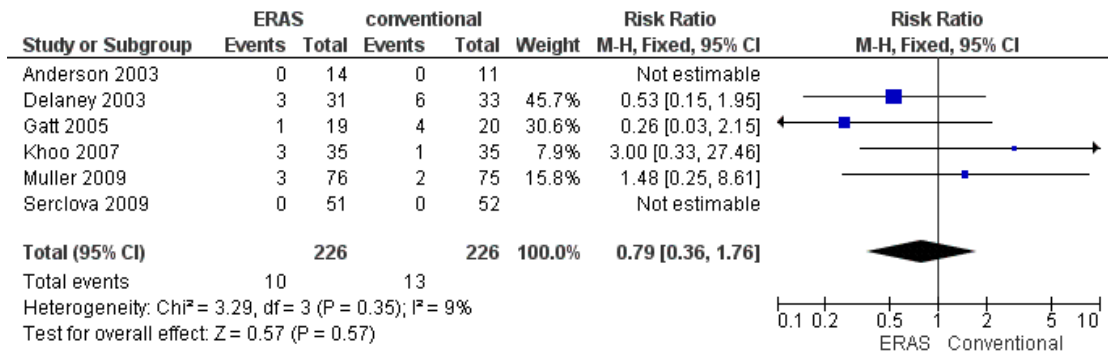 ERAS conventional Risk Ratio Risk Ratio
Study or Subgroup Events Total Events Total Weight M-H, Fixed, 95% CI M-H, Fixed, 95% CI
Anderson 2003 0 14 0 11 Not estimable
Delaney 2003 3 31 6 33 45.7% 0.53 [0.15, 1.95]
Gatt 2005 1 19 4 20 30.6% 0.26 [0.03, 2.15]
Khoo 2007 3 35 1 35 7.9% 3.00 [0.33, 27.46]
Muller 2009 3 76 2 75 15.8% 1.48 [0.25, 8.61]
Serclova 2009 0 51 0 52 Not estimable
Total (95% CI) 226 226 100.0% 0.79 [0.36, 1.76]
Total events 10 13
Heterogeneity: Chi² = 3.29, df = 3 (P = 0.35); I² = 9%
Test for overall effect: Z = 0.57 (P = 0.57)
0.1 0.2 0.5 1 2 5 10
ERAS Conventional